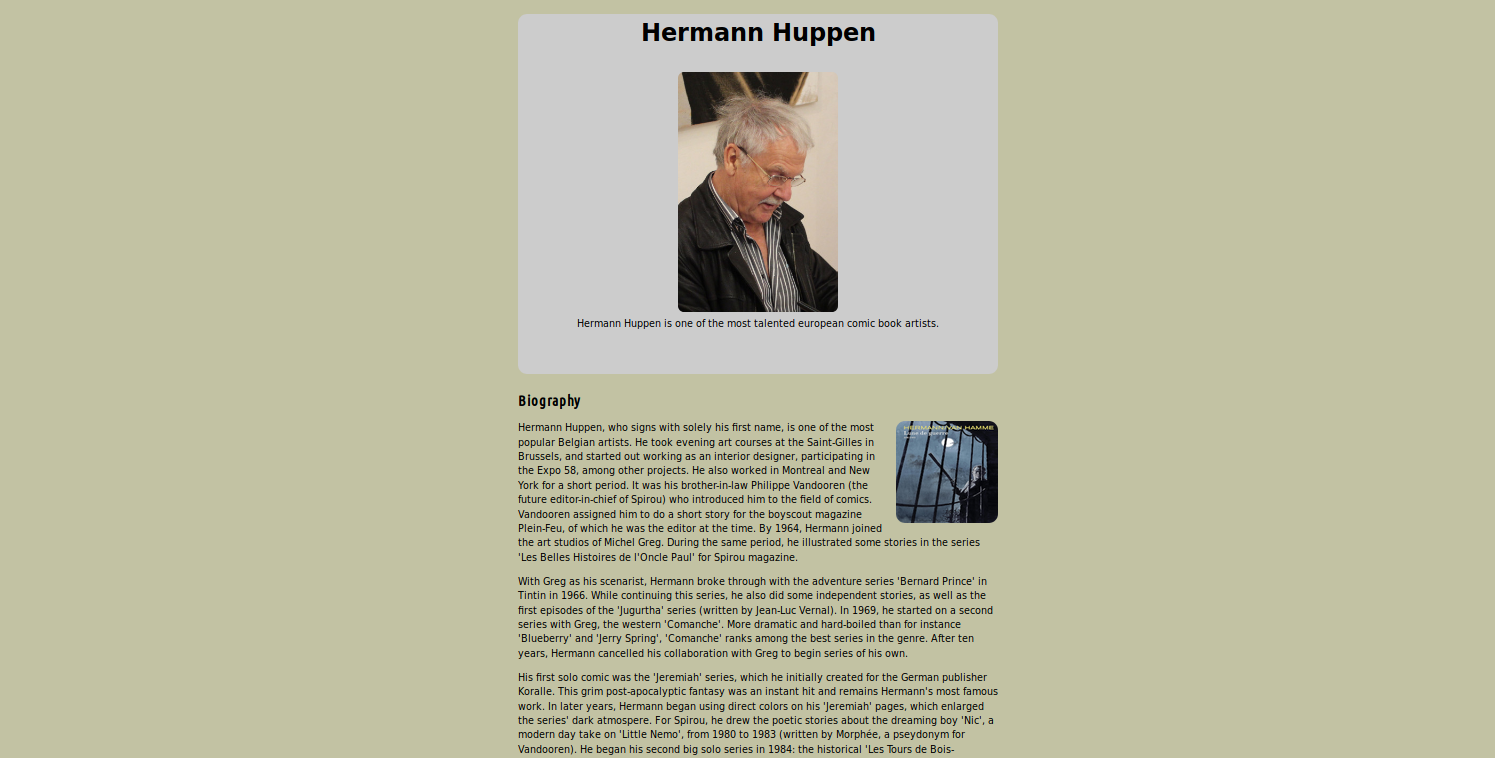 Hermann Huppen
Hermann Huppen is one of the most talented european comic book artists.
Biography
HERMANN VAN HAMME
Lune de guerre
Hermann Huppen, who signs with solely his first name, is one of the most
popular Belgian artists. He took evening art courses at the Saint-Gilles in
Brussels, and started out working as an interior designer, participating in
the Expo 58, among other projects. He also worked in Montreal and New
York for a short period. It was his brother-in-law Philippe Vandooren (the
future editor-in-chief of Spirou) who introduced him to the field of comics.
Vandooren assigned him to do a short story for the boyscout magazine
Plein-Feu, of which he was the editor at the time. By 1964, Hermann joined
the art studios of Michel Greg. During the same period, he illustrated some stories in the series
'Les Belles Histoires de l'Oncle Paul' for Spirou magazine.
With Greg as his scenarist, Hermann broke through with the adventure series 'Bernard Prince' in
Tintin in 1966. While continuing this series, he also did some independent stories, as well as the
first episodes of the 'Jugurtha' series (written by Jean-Luc Vernal). In 1969, he started on a second
series with Greg, the western 'Comanche'. More dramatic and hard-boiled than for instance
'Blueberry' and 'Jerry Spring', 'Comanche' ranks among the best series in the genre. After ten
years, Hermann cancelled his collaboration with Greg to begin series of his own.
His first solo comic was the 'Jeremiah' series, which he initially created for the German publisher
Koralle. This grim post-apocalyptic fantasy was an instant hit and remains Hermann's most famous
work. In later years, Hermann began using direct colors on his 'Jeremiah' pages, which enlarged
the series' dark atmospere. For Spirou, he drew the poetic stories about the dreaming boy 'Nic', a
modern day take on 'Little Nemo', from 1980 to 1983 (written by Morphée, a pseydonym for
Vandooren). He began his second big solo series in 1984: the historical 'Les Tours de Bois-